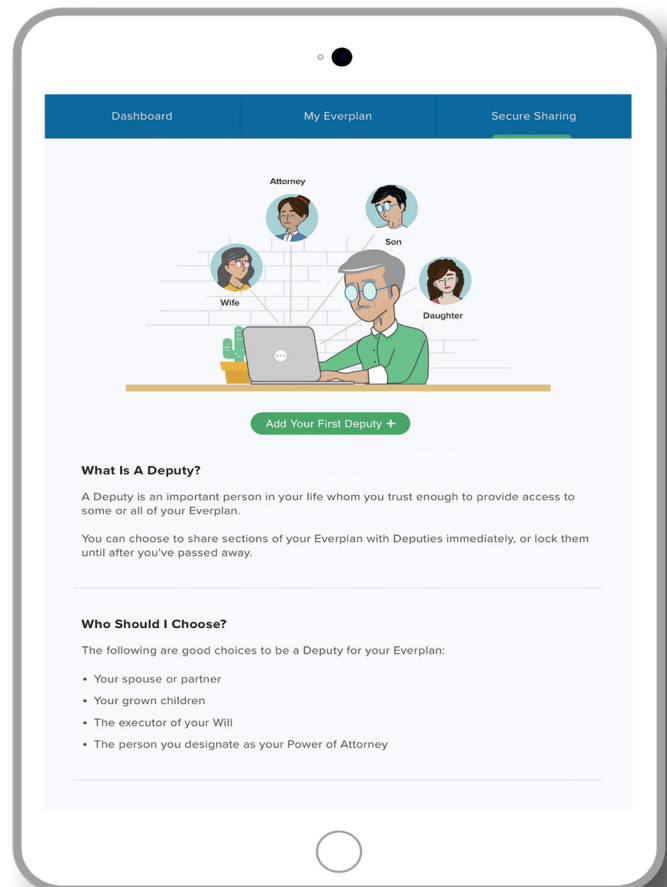 Dashboard
My Everplan
Secure Sharing
Attorney
Son
Wife
Daughter
Add Your First Deputy +
What Is A Deputy?
A Deputy is an important person in your life whom you trust enough to provide access to
some or all of your Everplan.
You can choose to share sections of your Everplan with Deputies immediately, or lock them
until after you've passed away.
Who Should I Choose?
The following are good choices to be a Deputy for your Everplan:
• Your spouse or partner
• Your grown children
• The executor of your Will
• The person you designate as your Power of Attorney